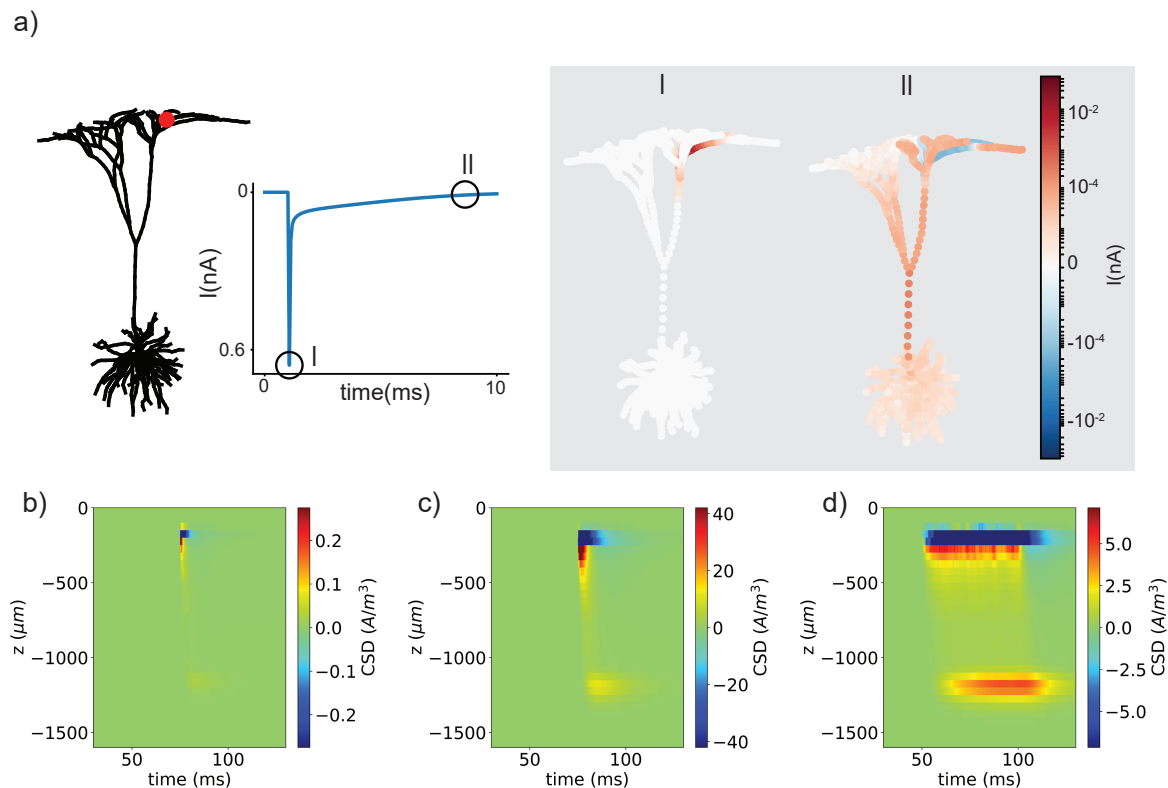 a)
I
II
0
0.6
I(nA)
I
II
0
10
time(ms)
10⁻²
10⁻⁴
0
-10⁻⁴
-10⁻²
I(nA)
b)
0
−500
−1000
−1500
z (μm)
50
100
time (ms)
0.2
0.1
0.0
−0.1
−0.2
CSD (A/m³)
c)
0
−500
−1000
−1500
z (μm)
50
100
time (ms)
40
20
0
−20
−40
CSD (A/m³)
d)
0
−500
−1000
−1500
z (μm)
50
100
time (ms)
5.0
2.5
0.0
−2.5
−5.0
CSD (A/m³)